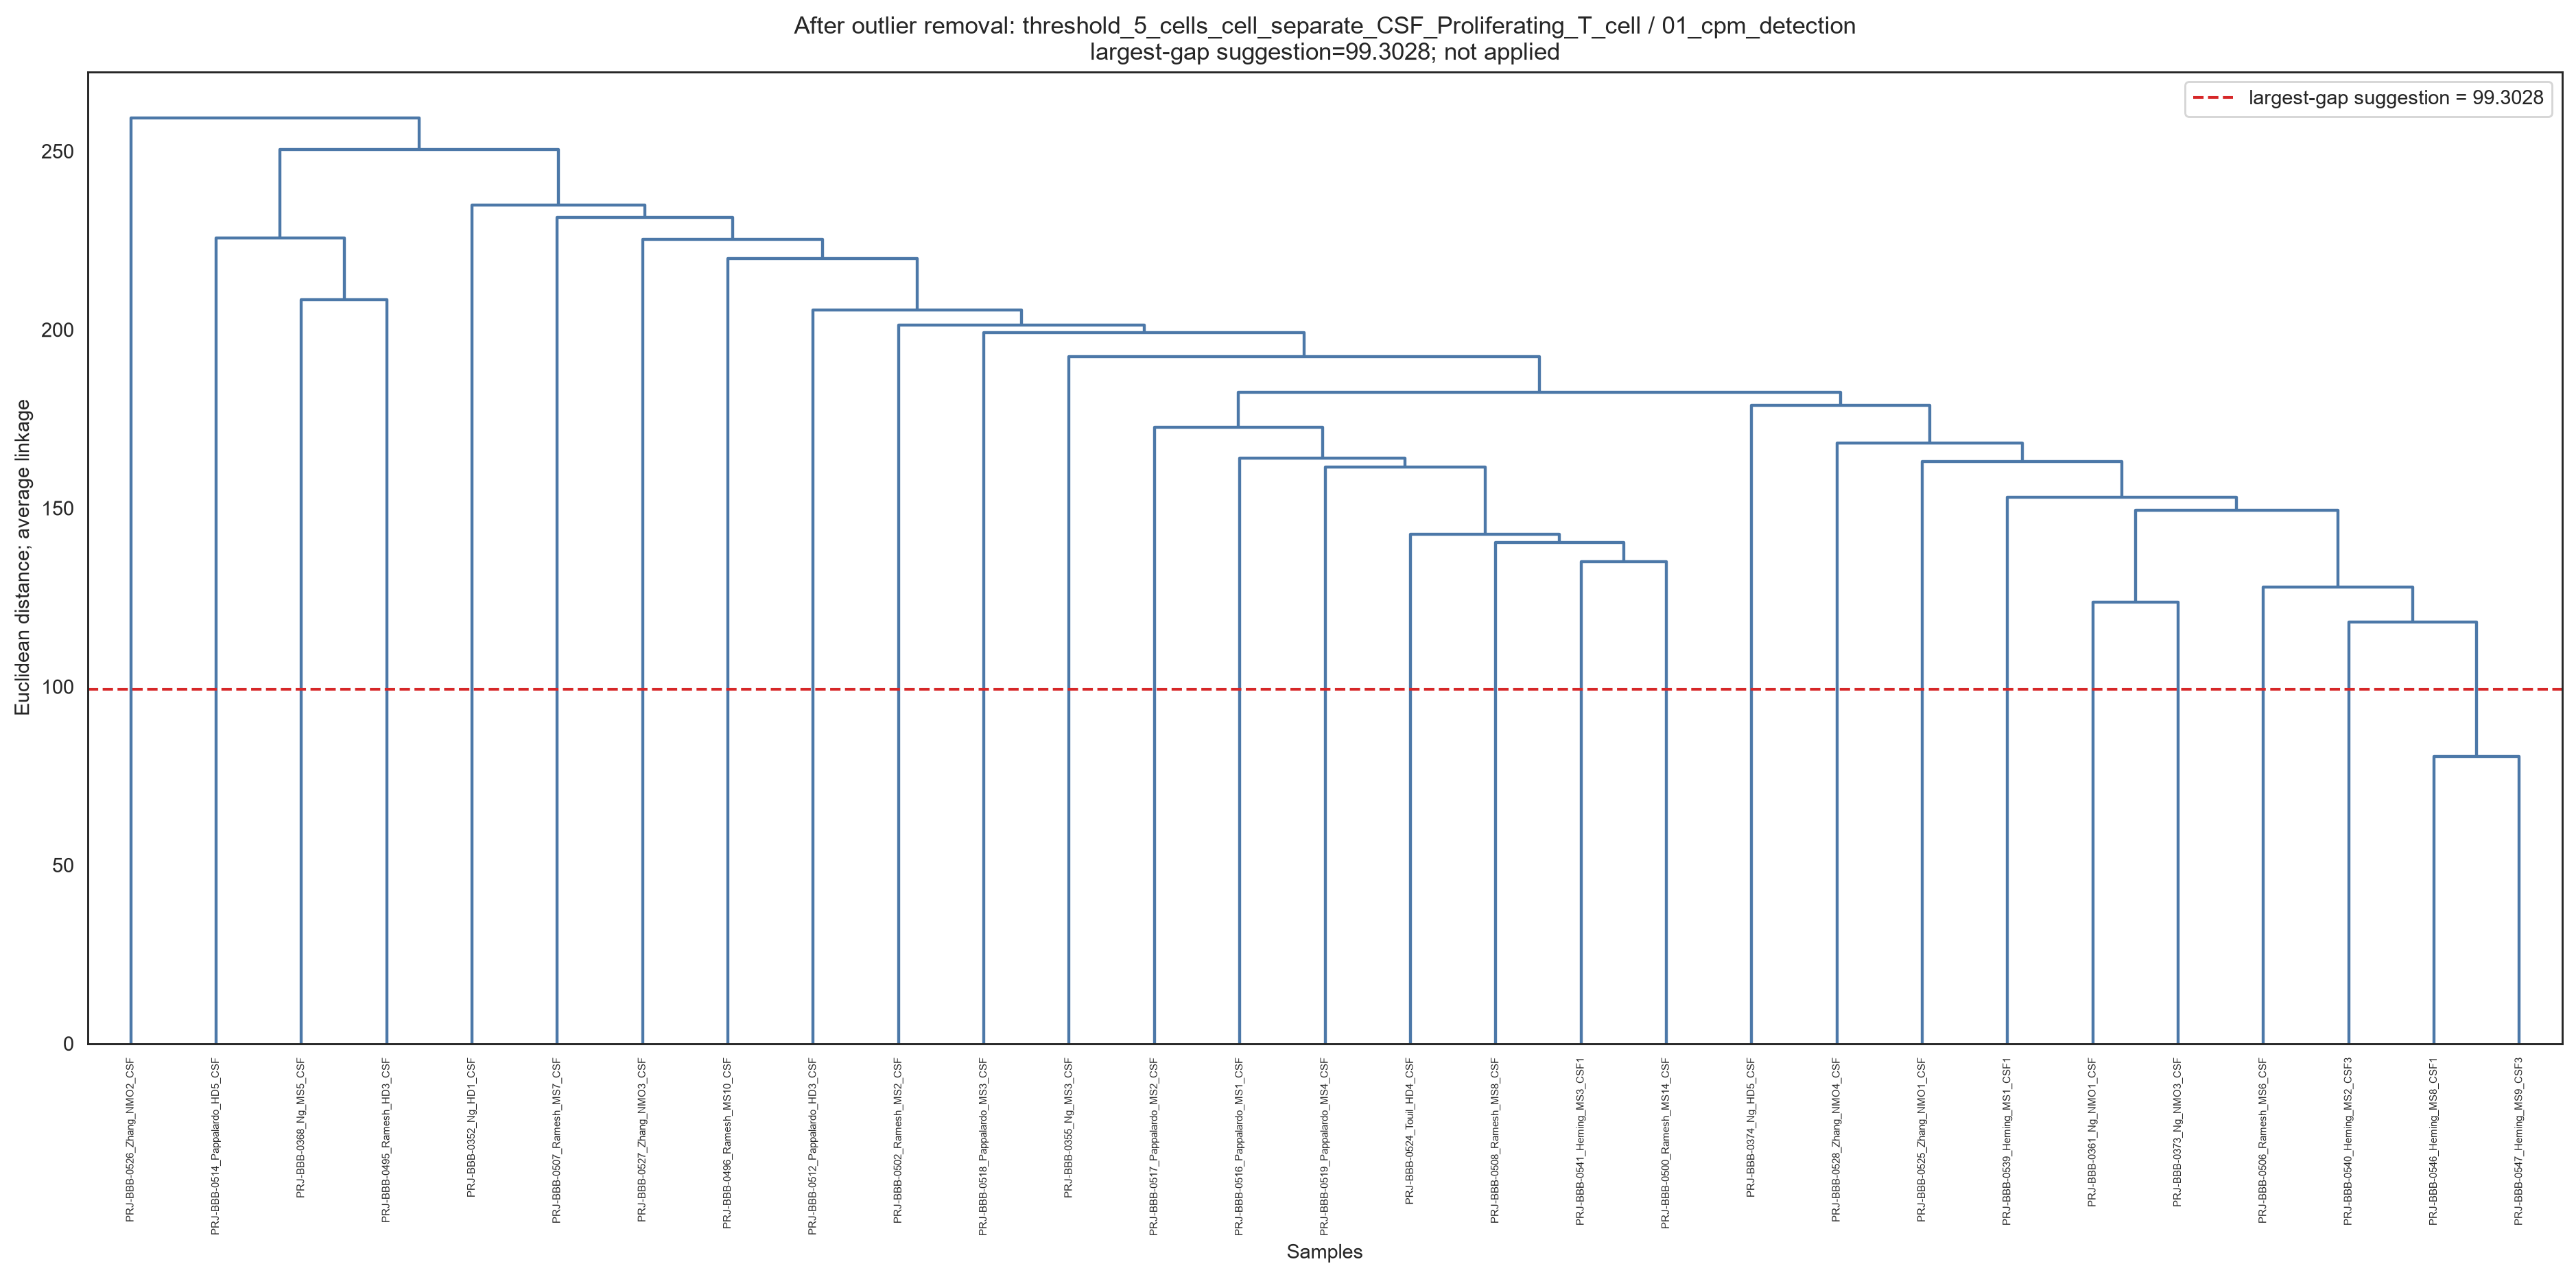 After outlier removal: threshold_5_cells_cell_separate_CSF_Proliferating_T_cell / 01_cpm_detection
largest-gap suggestion=99.3028; not applied
largest-gap suggestion = 99.3028
Euclidean distance; average linkage
250
200
150
100
50
0
PRJ-BBB-0526_Zhang_NMO2_CSF
PRJ-BBB-0514_Pappalardo_HD5_CSF
PRJ-BBB-0368_Ng_MS5_CSF
PRJ-BBB-0495_Ramesh_HD3_CSF
PRJ-BBB-0352_Ng_HD1_CSF
PRJ-BBB-0507_Ramesh_MS7_CSF
PRJ-BBB-0527_Zhang_NMO3_CSF
PRJ-BBB-0496_Ramesh_MS10_CSF
PRJ-BBB-0512_Pappalardo_HD3_CSF
PRJ-BBB-0502_Ramesh_MS2_CSF
PRJ-BBB-0518_Pappalardo_MS3_CSF
PRJ-BBB-0355_Ng_MS3_CSF
PRJ-BBB-0517_Pappalardo_MS2_CSF
PRJ-BBB-0516_Pappalardo_MS1_CSF
PRJ-BBB-0519_Pappalardo_MS4_CSF
PRJ-BBB-0524_Touil_HD4_CSF
PRJ-BBB-0508_Ramesh_MS8_CSF
PRJ-BBB-0541_Heming_MS3_CSF1
PRJ-BBB-0500_Ramesh_MS14_CSF
PRJ-BBB-0374_Ng_HD5_CSF
PRJ-BBB-0528_Zhang_NMO4_CSF
PRJ-BBB-0525_Zhang_NMO1_CSF
PRJ-BBB-0539_Heming_MS1_CSF1
PRJ-BBB-0361_Ng_NMO1_CSF
PRJ-BBB-0373_Ng_NMO3_CSF
PRJ-BBB-0506_Ramesh_MS6_CSF
PRJ-BBB-0540_Heming_MS2_CSF3
PRJ-BBB-0546_Heming_MS8_CSF1
PRJ-BBB-0547_Heming_MS9_CSF3
Samples